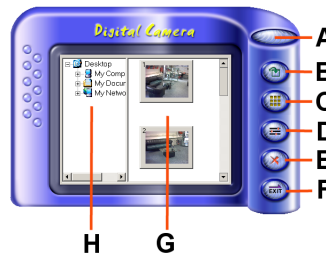 Digital Camera
A
Desktop
My Comp
My Docur
My Netwo
B
C
D
2
E
EXIT
F
H
G